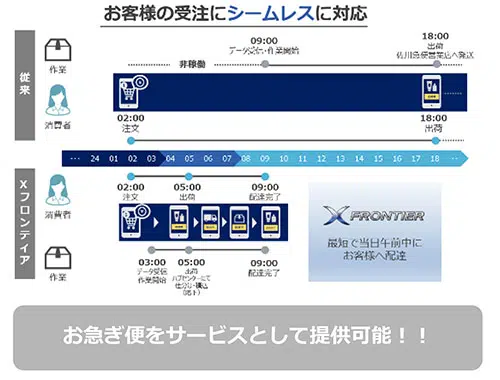 お客様の受注にシームレスに対応
従来
作業
消費者
非稼働
09:00
データ受信・作業開始
18:00
出荷
佐川急便営業店へ発送
02:00
注文
18:00
出荷
… 24 01 02 03 04 05 06 07 08 09 10 11 12 13 14 15 16 17 18 …
Xフロンティア
消費者
作業
02:00
注文
05:00
出荷
09:00
配達完了
03:00
データ受信
作業開始
05:00
出荷
ハブセンターにて
仕分け・積込
09:00
配達完了
X FRONTIER
最短で当日午前中に
お客様へ配達
お急ぎ便をサービスとして提供可能！！